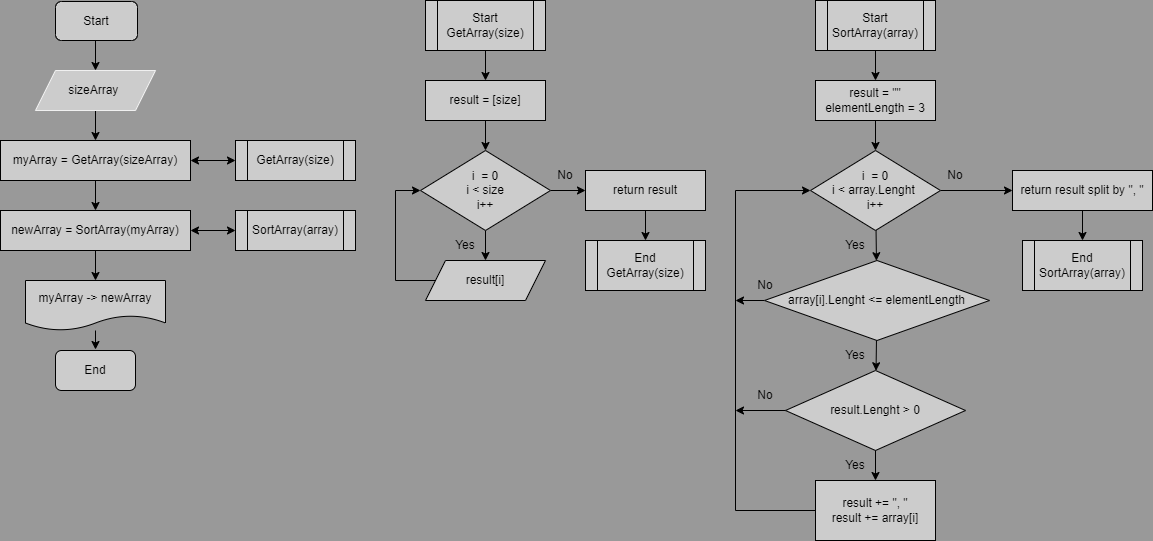 Start
sizeArray
myArray = GetArray(sizeArray)
GetArray(size)
newArray = SortArray(myArray)
SortArray(array)
myArray -> newArray
End
Start
GetArray(size)
result = [size]
i = 0
i < size
i++
No
return result
Yes
result[i]
End
GetArray(size)
Start
SortArray(array)
result = ""
elementLength = 3
i = 0
i < array.Lenght
i++
No
return result split by ", "
End
SortArray(array)
Yes
No
array[i].Lenght <= elementLength
Yes
No
result.Lenght > 0
Yes
result += ", "
result += array[i]